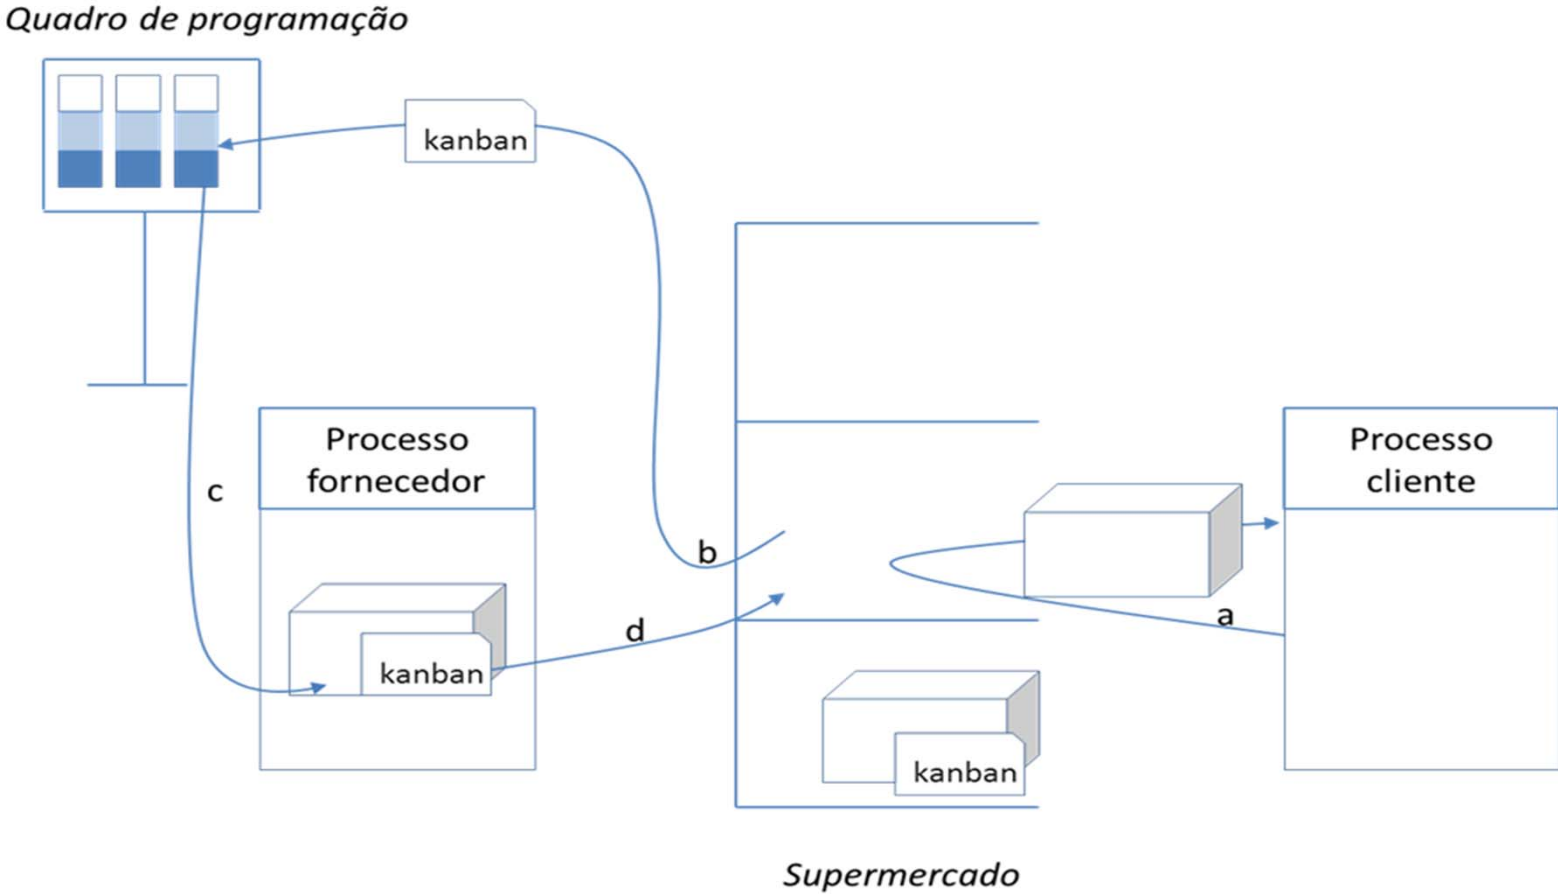 Quadro de programação
kanban
Processo
fornecedor
Processo
cliente
c
b
a
d
kanban
kanban
Supermercado